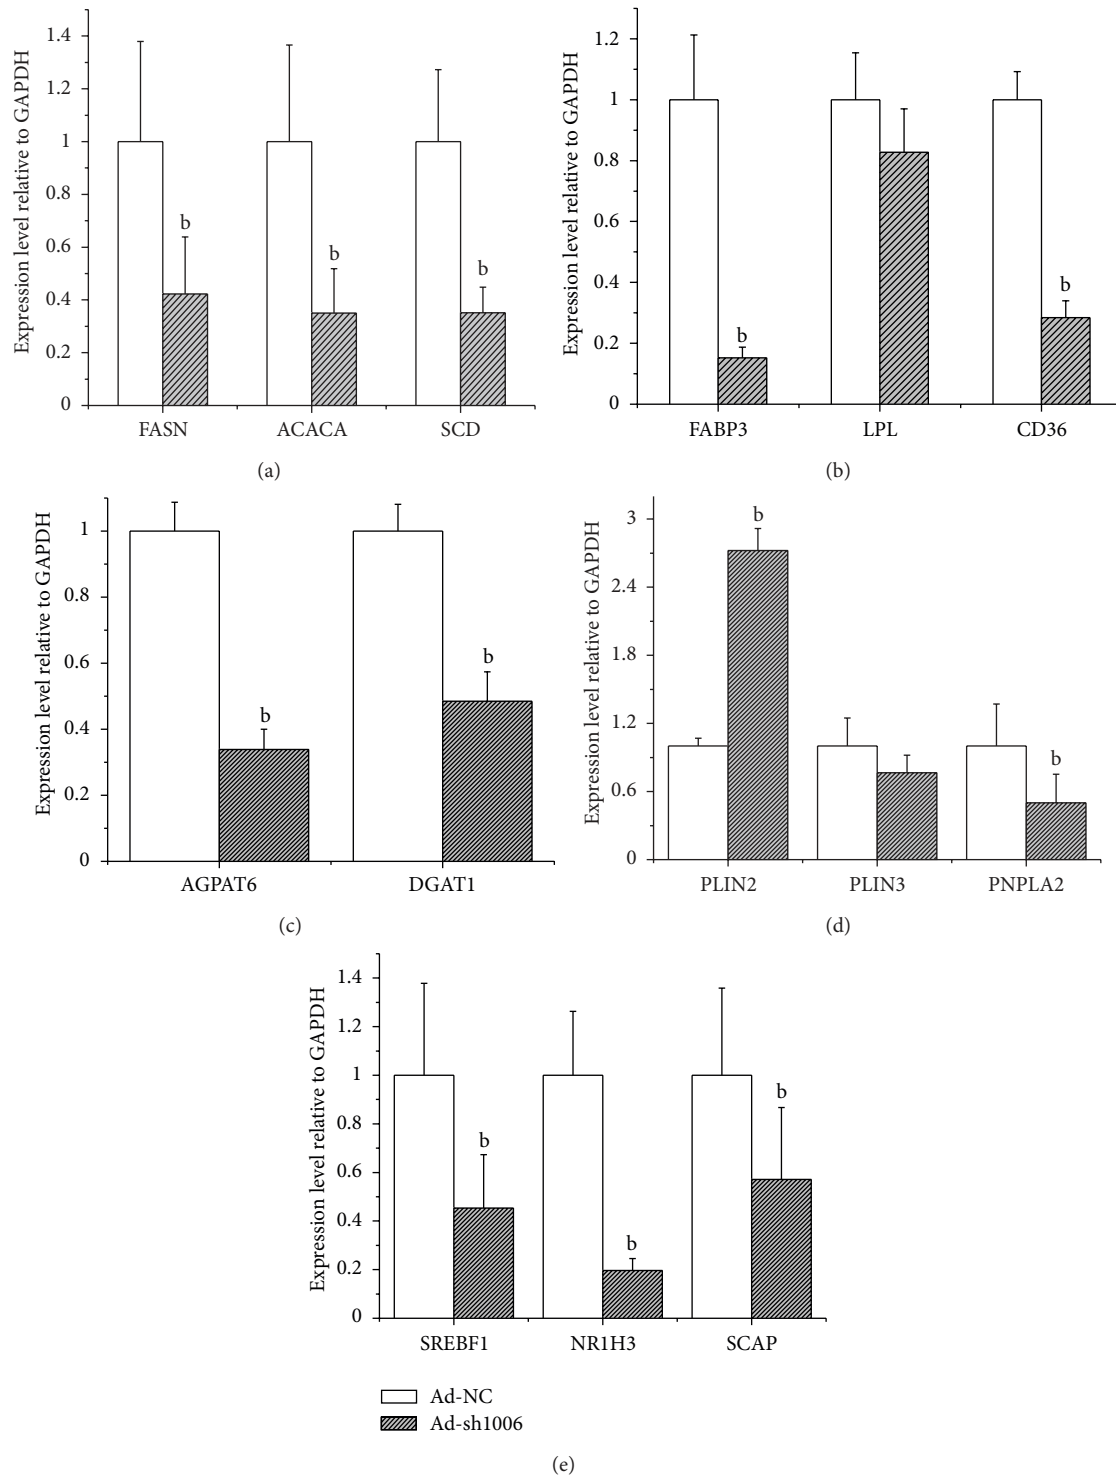 1.4
1.2
1
0.8
0.6
0.4
0.2
0
Expression level relative to GAPDH
b
b
b
FASN ACACA SCD
(a)
1.2
1
0.8
0.6
0.4
0.2
0
Expression level relative to GAPDH
b
b
FABP3 LPL CD36
(b)
1
0.8
0.6
0.4
0.2
0
Expression level relative to GAPDH
b
b
AGPAT6 DGAT1
(c)
3
2.4
1.8
1.2
0.6
0
Expression level relative to GAPDH
b
b
PLIN2 PLIN3 PNPLA2
(d)
1.4
1.2
1
0.8
0.6
0.4
0.2
0
Expression level relative to GAPDH
b
b
b
SREBF1 NR1H3 SCAP
Ad-NC
Ad-sh1006
(e)